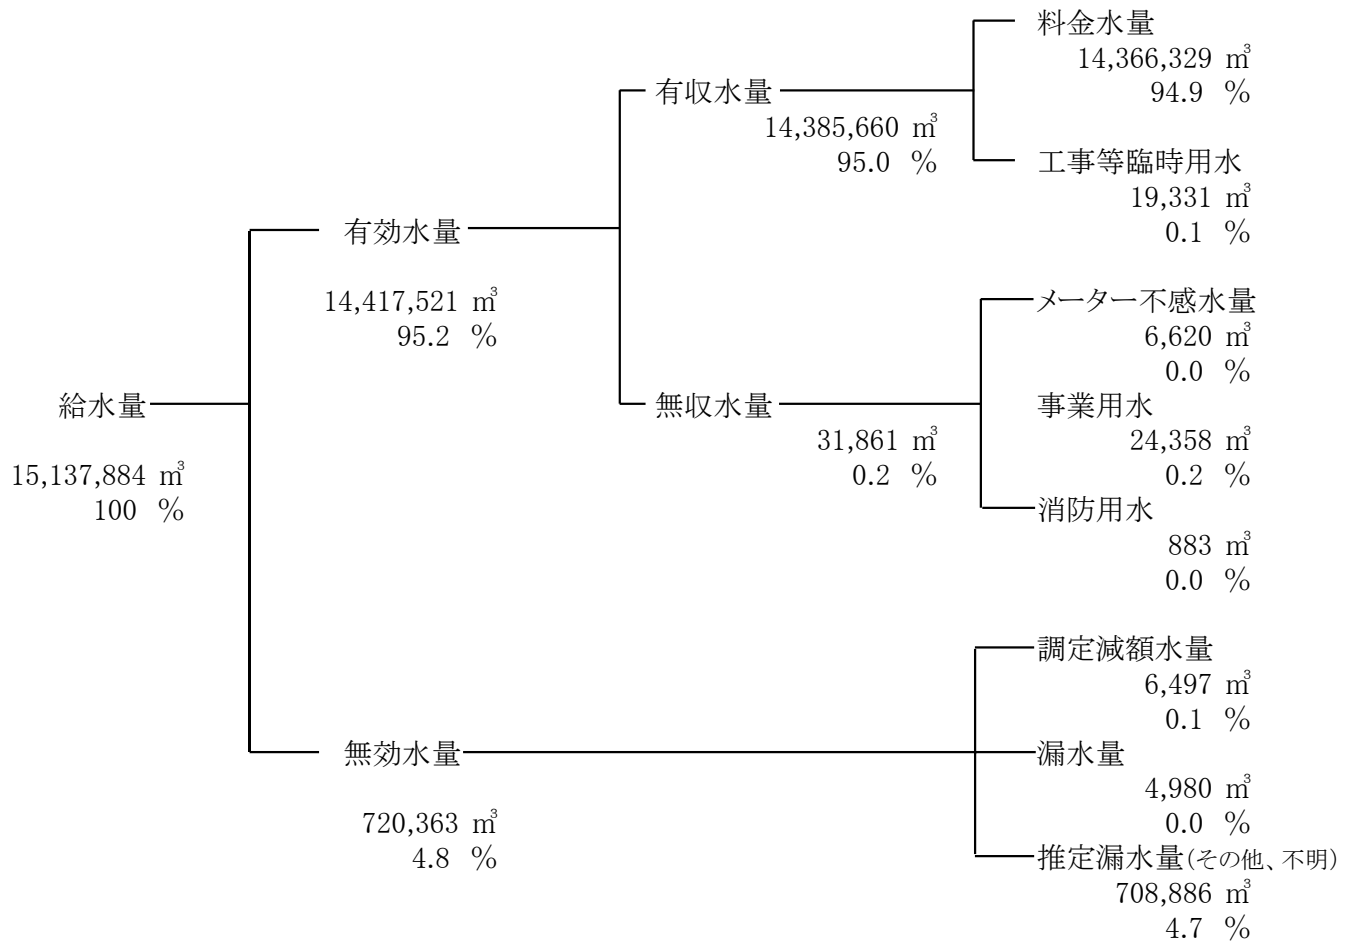 料金水量
14,366,329 ㎥
94.9 %
有収水量
14,385,660 ㎥
95.0 %
工事等臨時用水
19,331 ㎥
0.1 %
有効水量
14,417,521 ㎥
95.2 %
メーター不感水量
6,620 ㎥
0.0 %
給水量
15,137,884 ㎥
100 %
無収水量
31,861 ㎥
0.2 %
事業用水
24,358 ㎥
0.2 %
消防用水
883 ㎥
0.0 %
調定減額水量
6,497 ㎥
0.1 %
無効水量
720,363 ㎥
4.8 %
漏水量
4,980 ㎥
0.0 %
推定漏水量(その他、不明)
708,886 ㎥
4.7 %